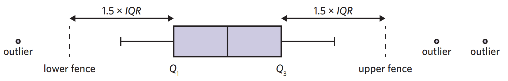 1.5 × IQR 1.5 × IQR
outlier lower fence Q₁ Q₃ upper fence outlier outlier